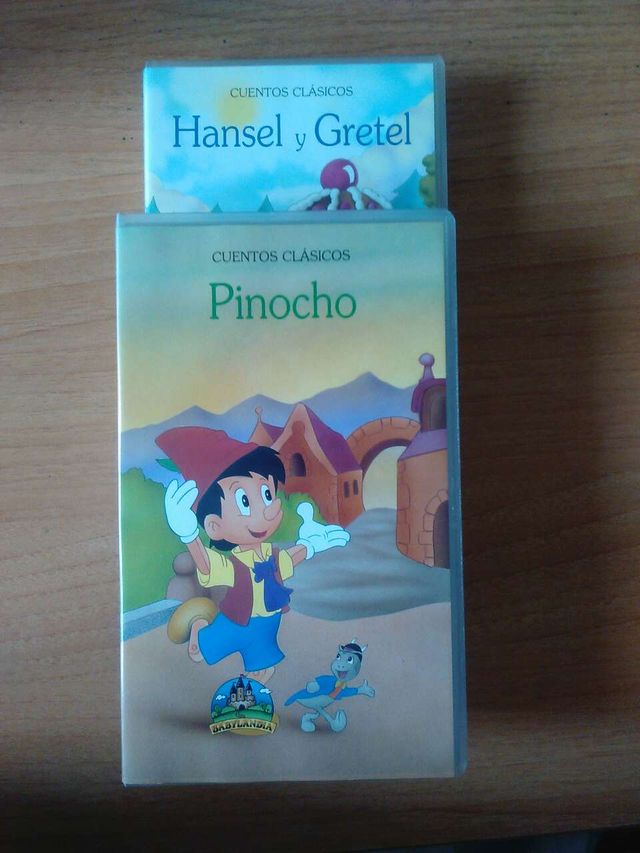 CUENTOS CLÁSICOS
Hansel y Gretel
CUENTOS CLÁSICOS
Pinocho
BABYLANDIA